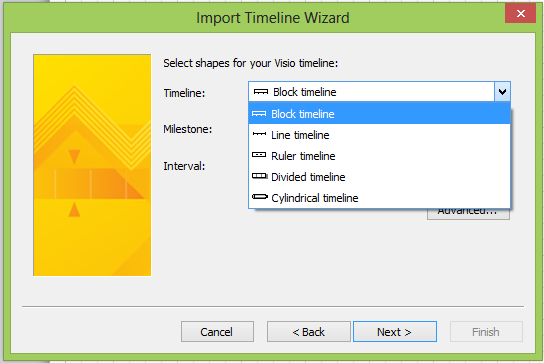 Import Timeline Wizard
Select shapes for your Visio timeline:
Timeline: Block timeline
Block timeline
Milestone:
Line timeline
Ruler timeline
Interval:
Divided timeline
Cylindrical timeline
Advanced...
Cancel < Back Next > Finish